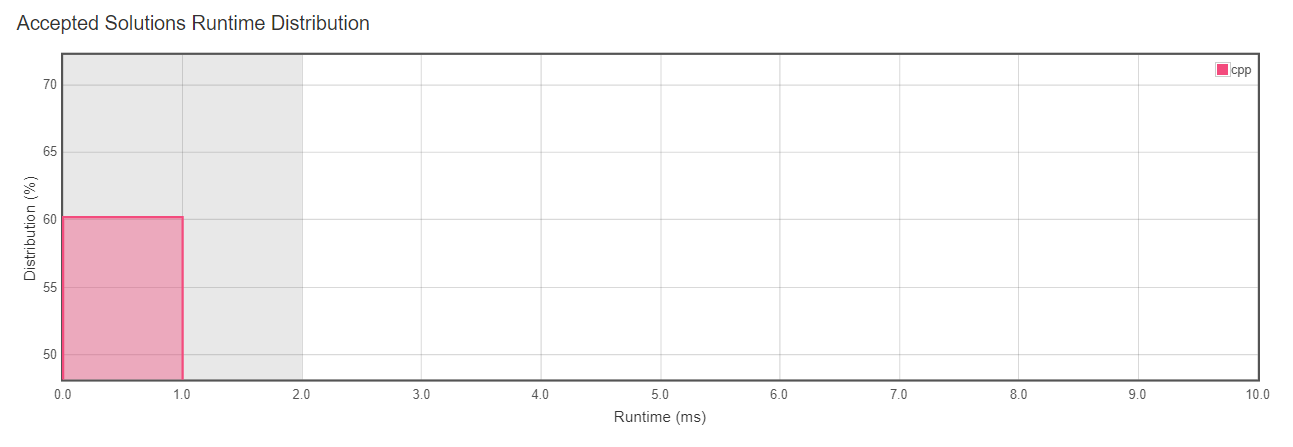 Accepted Solutions Runtime Distribution
cpp
70
65
60
55
50
Distribution (%)
0.0 1.0 2.0 3.0 4.0 5.0 6.0 7.0 8.0 9.0 10.0
Runtime (ms)